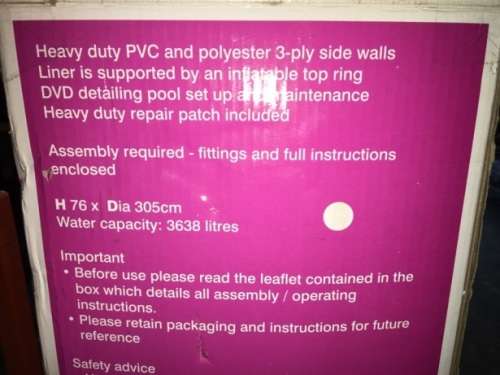 Heavy duty PVC and polyester 3-ply side walls
Liner is supported by an inflatable top ring
DVD detailing pool set up and maintenance
Heavy duty repair patch included
Assembly required - fittings and full instructions
enclosed
H 76 x Dia 305cm
Water capacity: 3638 litres
Important
• Before use please read the leaflet contained in the
box which details all assembly / operating
instructions.
• Please retain packaging and instructions for future
reference
Safety advice